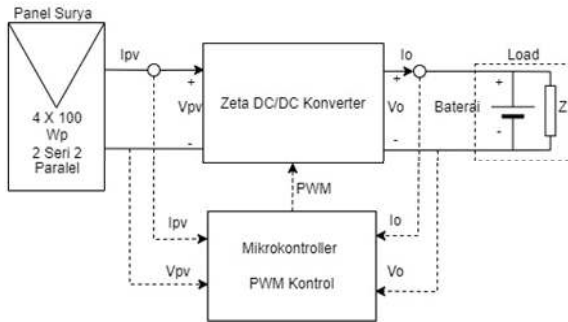 Panel Surya
4 X 100
Wp
2 Seri 2
Paralel
Ipv
+
Vpv
-
Zeta DC/DC Konverter
Io
+
Vo
-
Load
Baterai
+
-
Z
PWM
Ipv
Vpv
Mikrokontroller
PWM Kontrol
Io
Vo